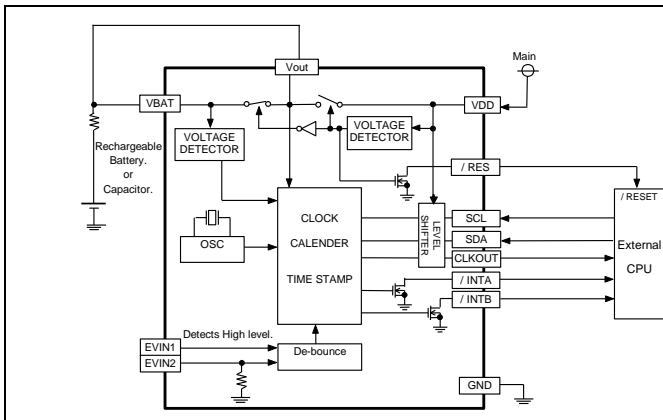 Vout
Main
VBAT
VDD
VOLTAGE
DETECTOR
VOLTAGE
DETECTOR
Rechargeable
Battery.
or
Capacitor.
/ RES
/ RESET
CLOCK
CALENDER
TIME STAMP
LEVEL
SHIFTER
SCL
SDA
CLKOUT
External
CPU
OSC
/ INTA
/ INTB
Detects High level.
EVIN1
EVIN2
De-bounce
GND